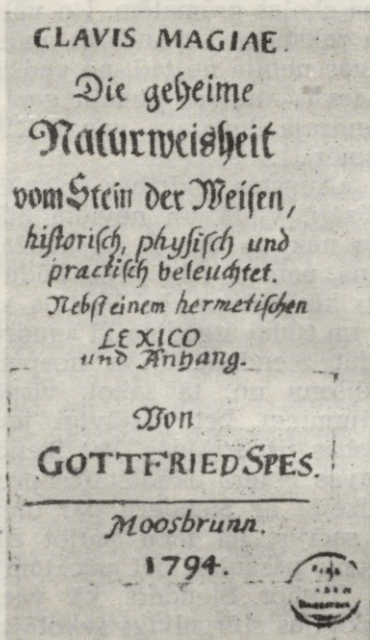 CLAVIS MAGIAE
Die geheime
Naturweisheit
vom Stein der Weisen,
historisch, physisch und
practisch beleuchtet.
Nebst einem hermetischen
LEXICO
und Anhang.
Von
GOTTFRIED SPES.
Moosbrunn.
1794.